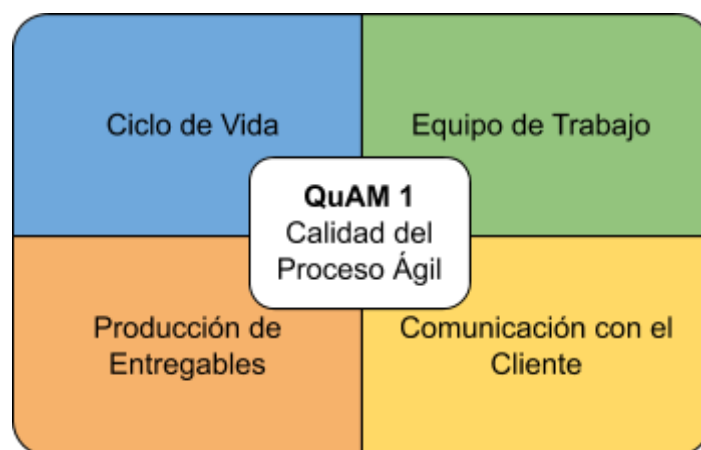 Ciclo de Vida
Equipo de Trabajo
QuAM 1
Calidad del
Proceso Ágil
Producción de
Entregables
Comunicación con el
Cliente